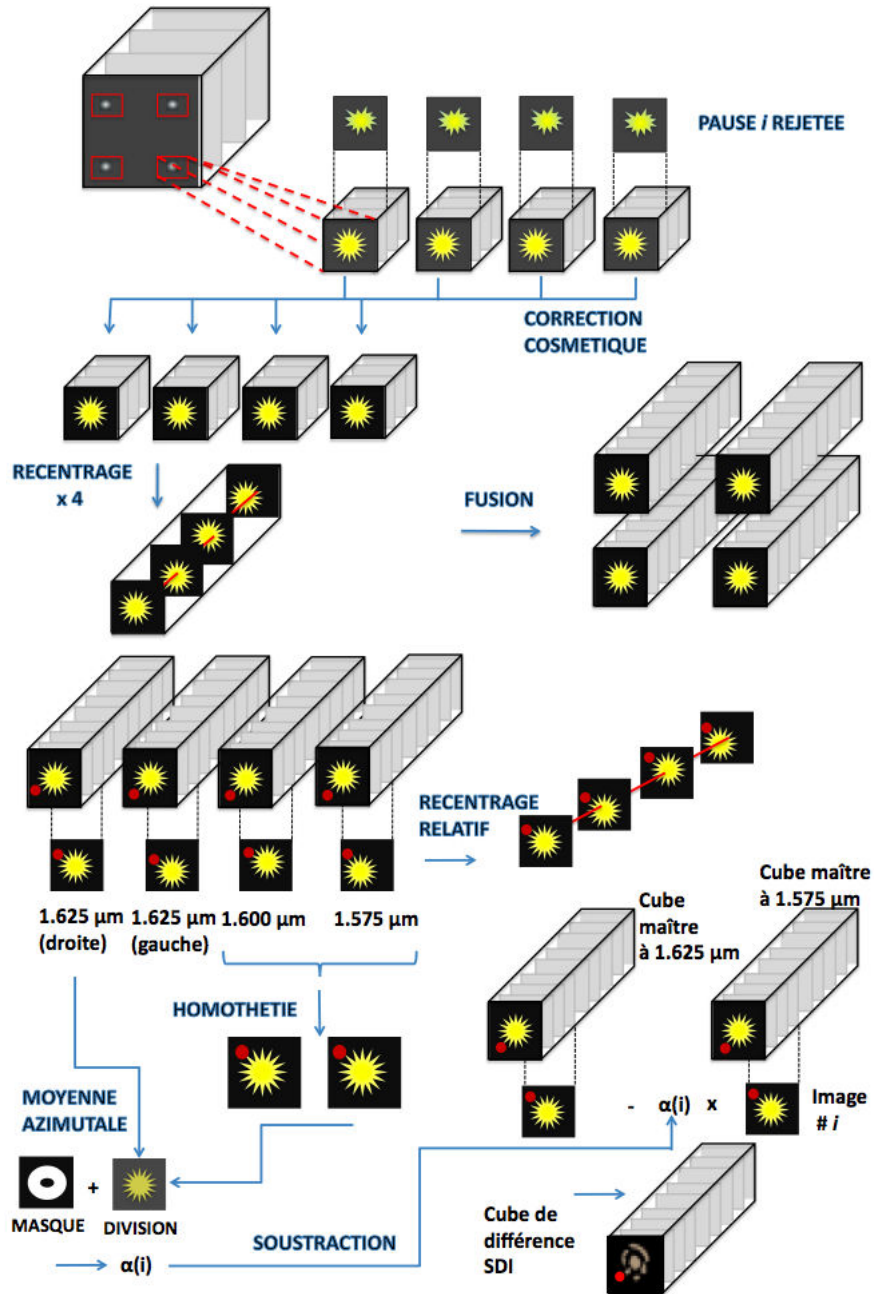 PAUSE i REJETEE
CORRECTION
COSMETIQUE
RECENTRAGE
x 4
FUSION
RECENTRAGE
RELATIF
1.625 µm
(droite)
1.625 µm
(gauche)
1.600 µm
1.575 µm
Cube
maître
à 1.625 µm
Cube maître
à 1.575 µm
HOMOTHETIE
MOYENNE
AZIMUTALE
- α(i) x
Image
# i
+
MASQUE
DIVISION
α(i)
SOUSTRACTION
Cube de
différence
SDI